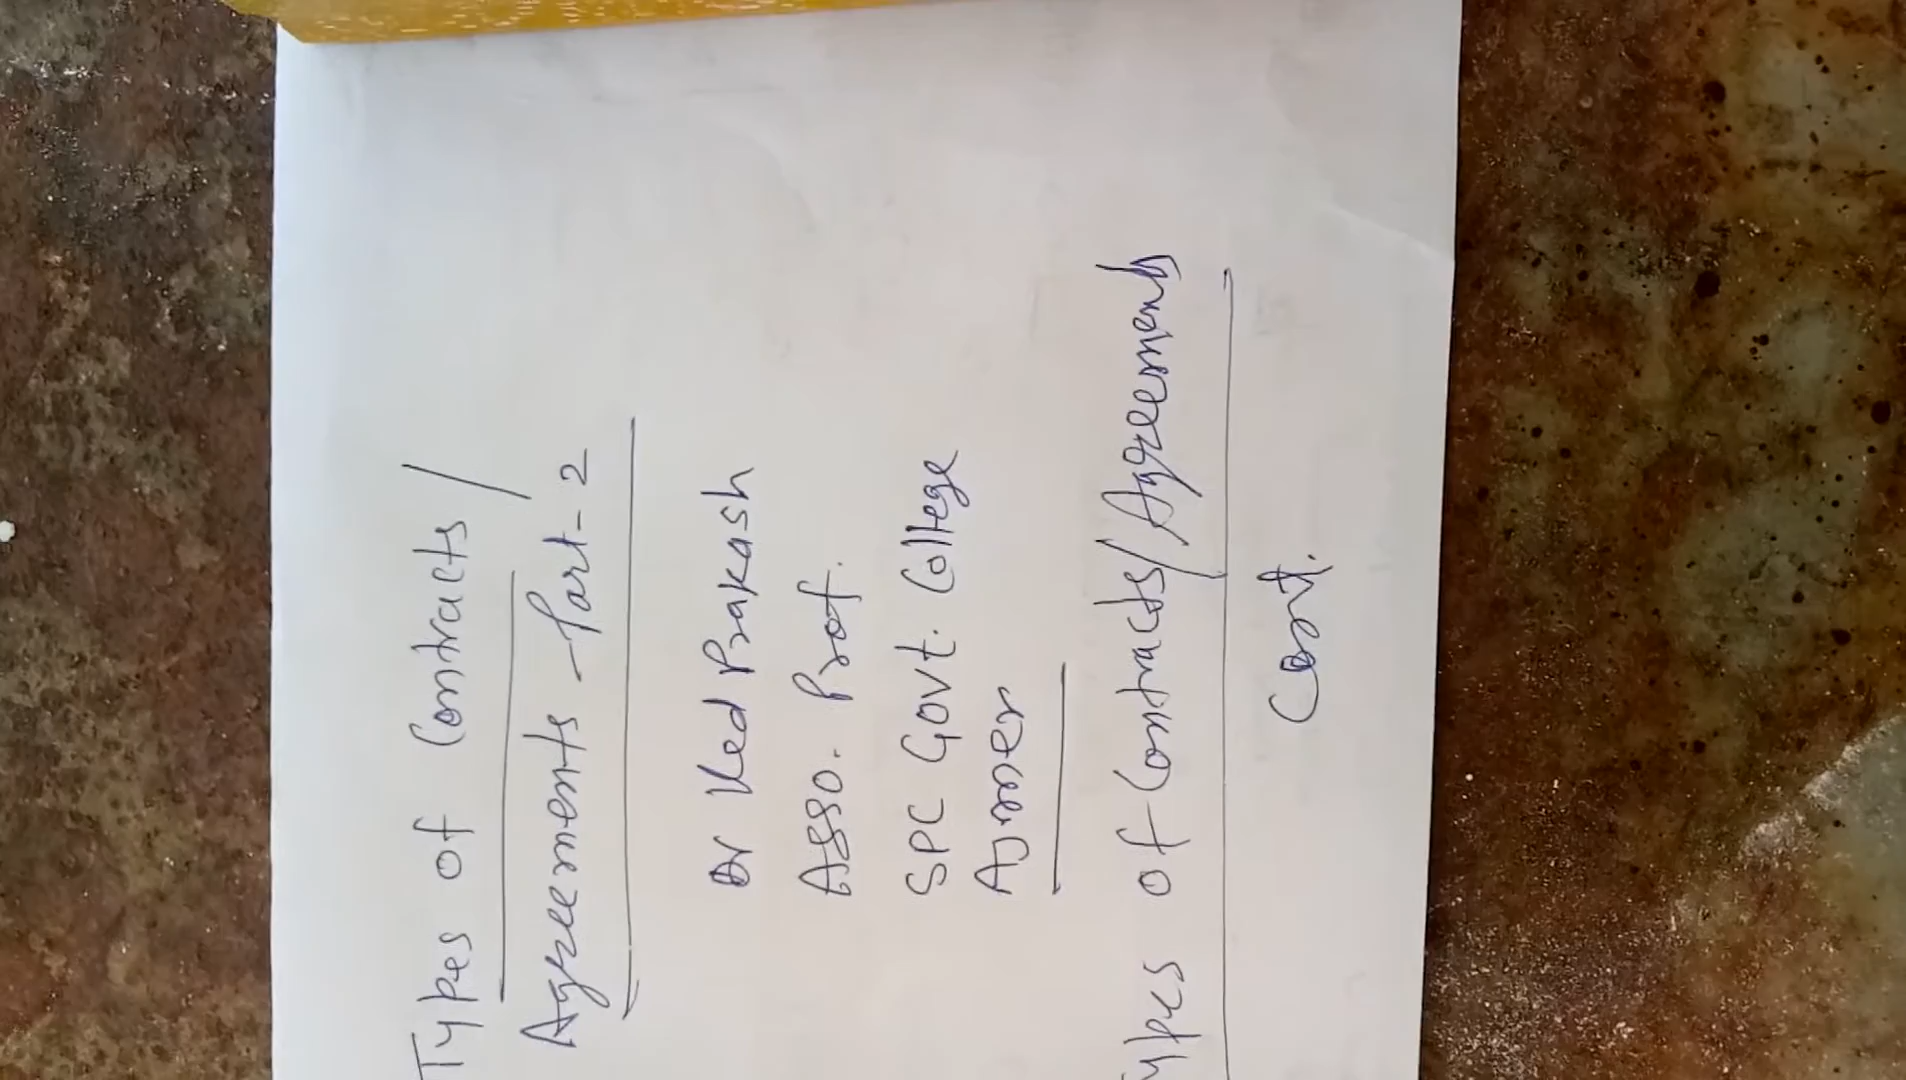 Types of Contracts /
Agreements - Part-2
Dr Ved Prakash
Asso. Prof.
SPC Govt. College
Ajmer
Types of Contracts/Agreements
Cont.